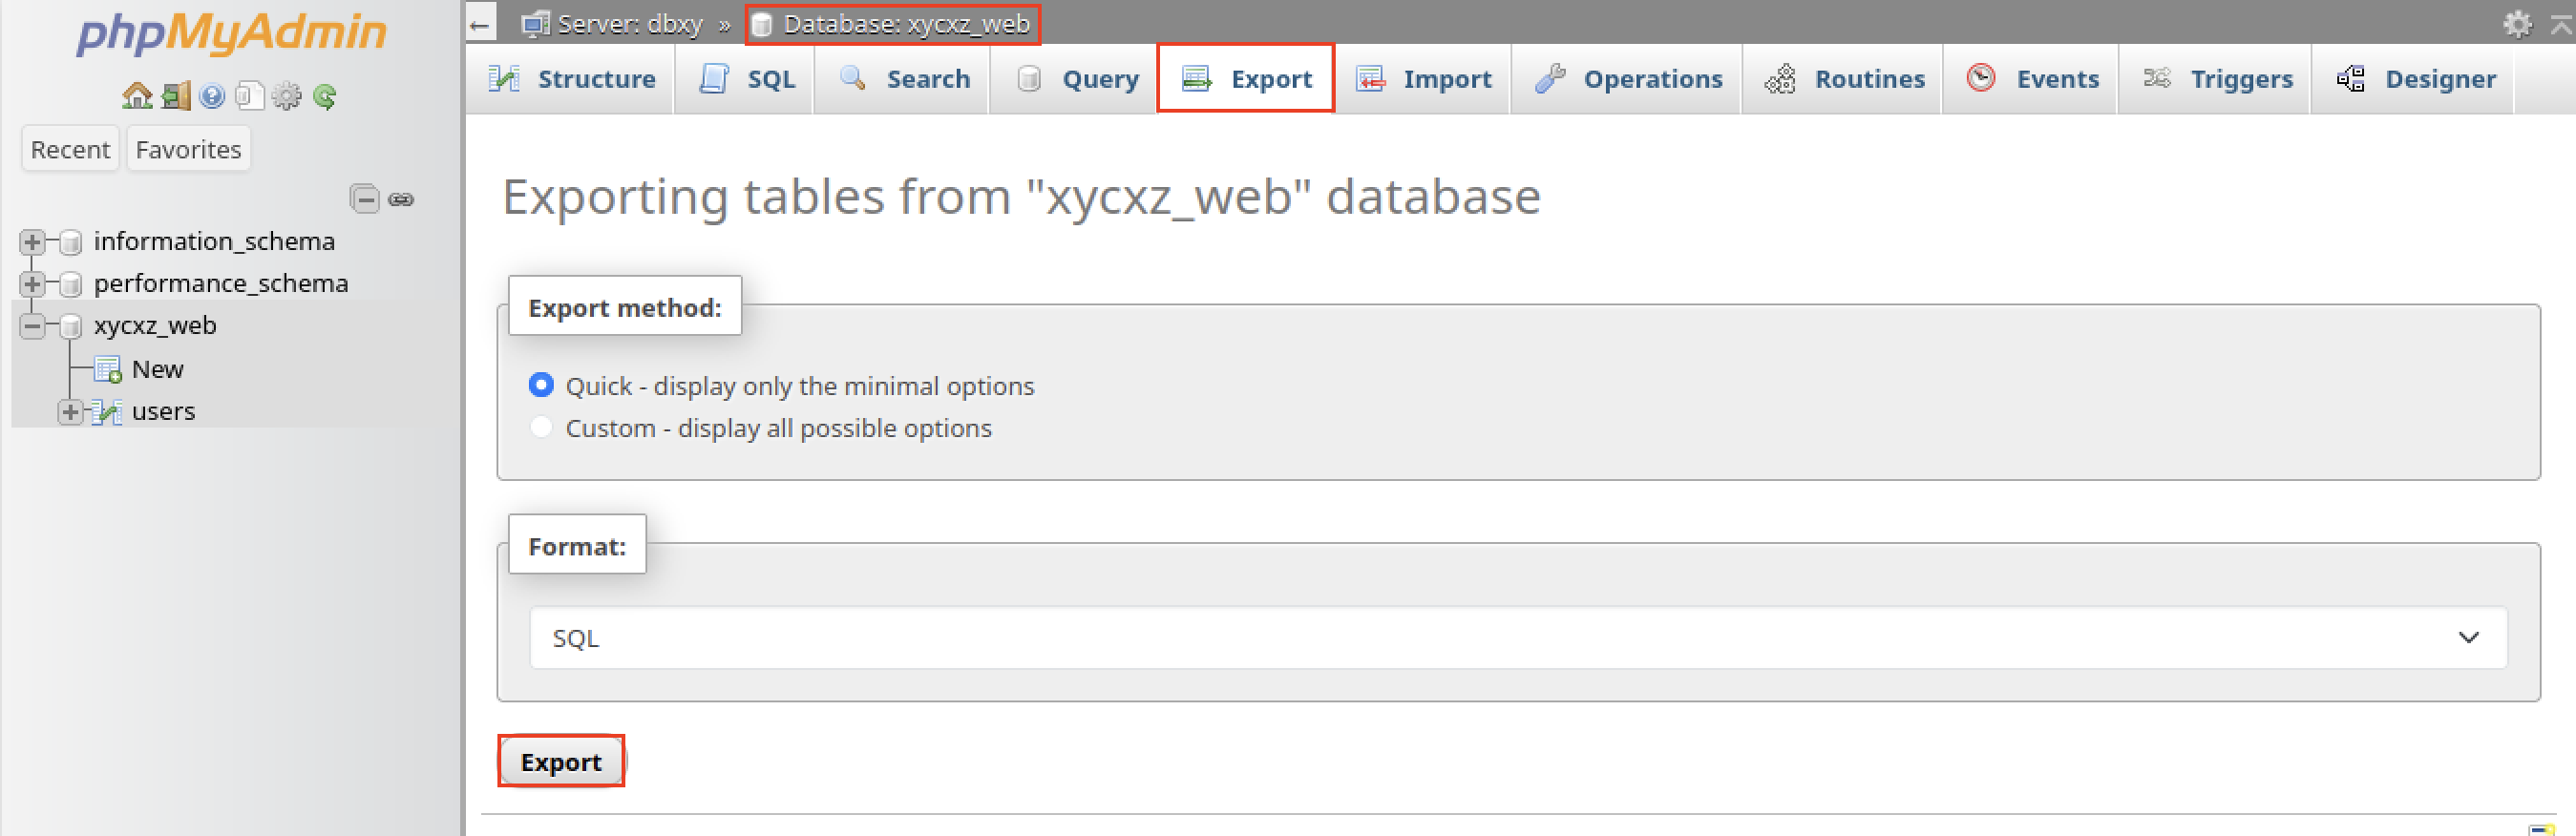 phpMyAdmin
Recent Favorites
information_schema
performance_schema
xycxz_web
New
users
← Server: dbxy » Database: xycxz_web
Structure SQL Search Query Export Import Operations Routines Events Triggers Designer
Exporting tables from "xycxz_web" database
Export method:
Quick - display only the minimal options
Custom - display all possible options
Format:
SQL
Export